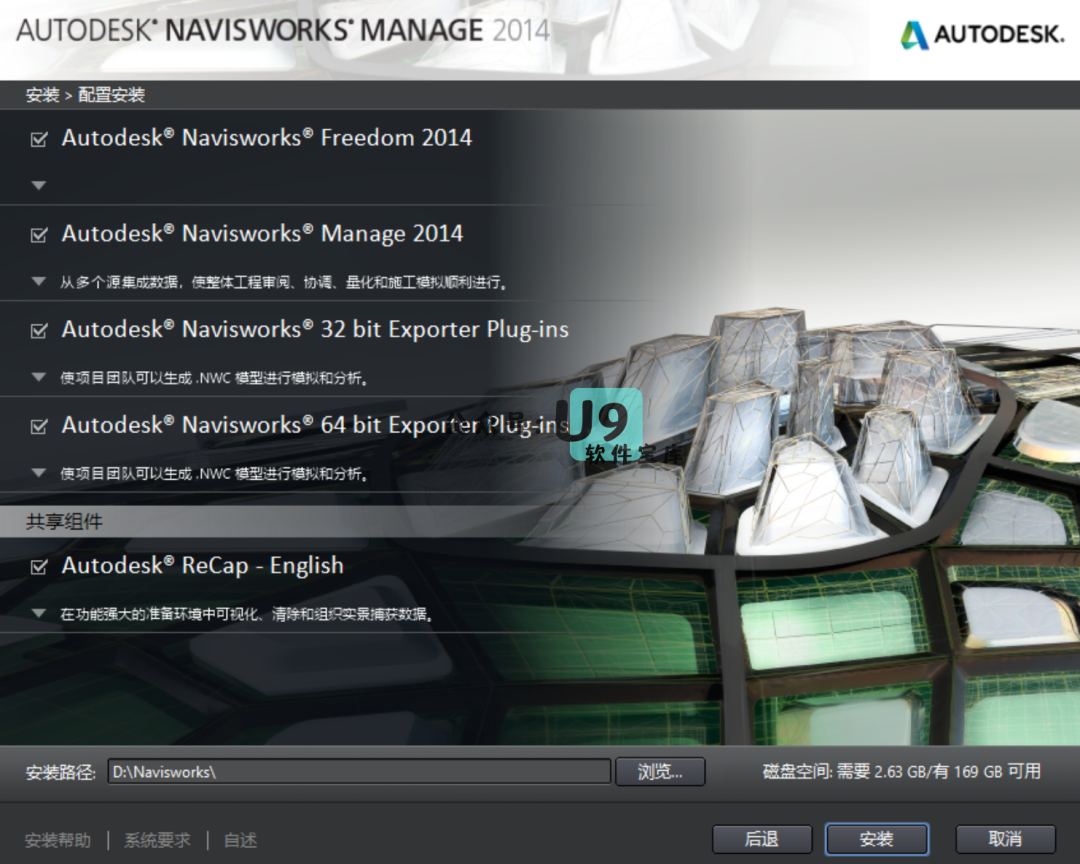 AUTODESK® NAVISWORKS® MANAGE 2014
AUTODESK.
安装 > 配置安装
Autodesk® Navisworks® Freedom 2014
Autodesk® Navisworks® Manage 2014
从多个源集成数据，使整体工程审阅、协调、量化和施工模拟顺利进行。
Autodesk® Navisworks® 32 bit Exporter Plug-ins
使项目团队可以生成 .NWC 模型进行模拟和分析。
Autodesk® Navisworks® 64 bit Exporter Plug-ins
公众号
U9
软件宝库
使项目团队可以生成 .NWC 模型进行模拟和分析。
共享组件
Autodesk® ReCap - English
在功能强大的准备环境中可视化、清除和组织实景捕获数据。
安装路径: D:\Navisworks\ 浏览... 磁盘空间: 需要 2.63 GB/有 169 GB 可用
安装帮助 | 系统要求 | 自述 后退 安装 取消